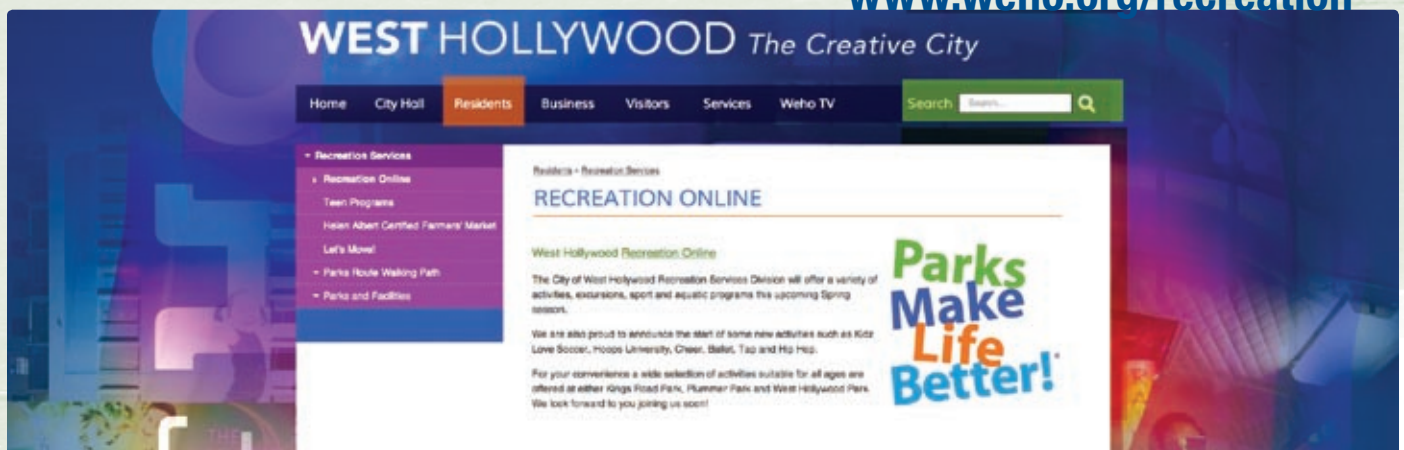 www.weho.org/recreation
WEST HOLLYWOOD The Creative City
Home City Hall Residents Business Visitors Services Weho TV Search Search...
Recreation Services
Recreation Online
Teen Programs
Helen Albert Certified Farmers' Market
Let's Move!
Parks Route Walking Path
Parks and Facilities
Residents › Recreation Services
RECREATION ONLINE
West Hollywood Recreation Online
The City of West Hollywood Recreation Services Division will offer a variety of
activities, excursions, sport and aquatic programs this upcoming Spring
season.
We are also proud to announce the start of some new activities such as Kidz
Love Soccer, Hoops University, Cheer, Ballet, Tap and Hip Hop.
For your convenience a wide selection of activities suitable for all ages are
offered at either Kings Road Park, Plummer Park and West Hollywood Park.
We look forward to you joining us soon!
Parks
Make
Life
Better!
THE